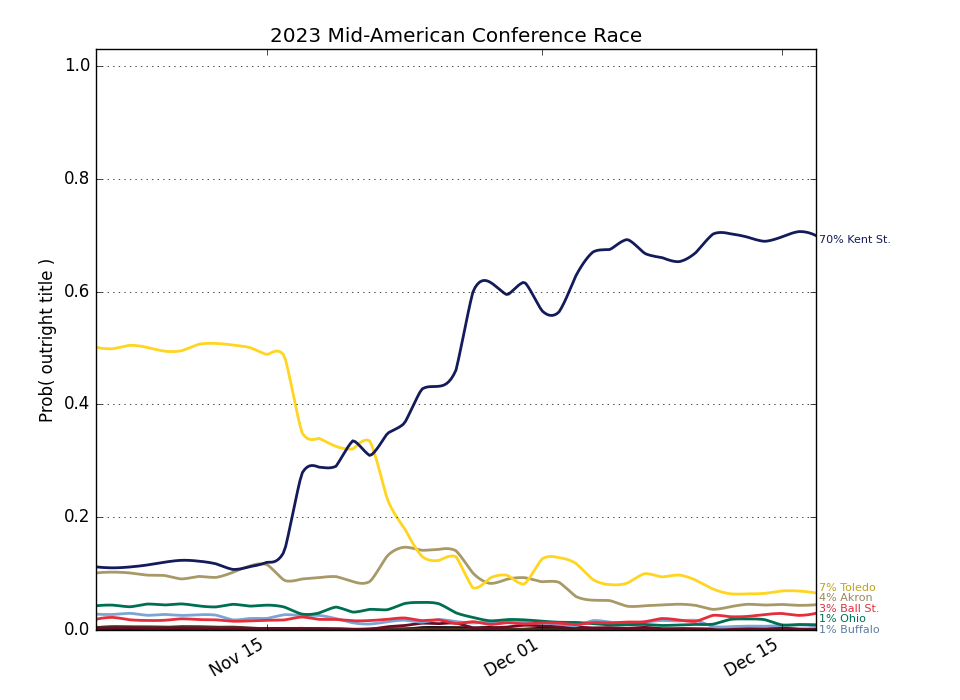 2023 Mid-American Conference Race
Prob( outright title )
1.0
0.8
0.6
0.4
0.2
0.0
Nov 15
Dec 01
Dec 15
70% Kent St.
7% Toledo
4% Akron
3% Ball St.
1% Ohio
1% Buffalo